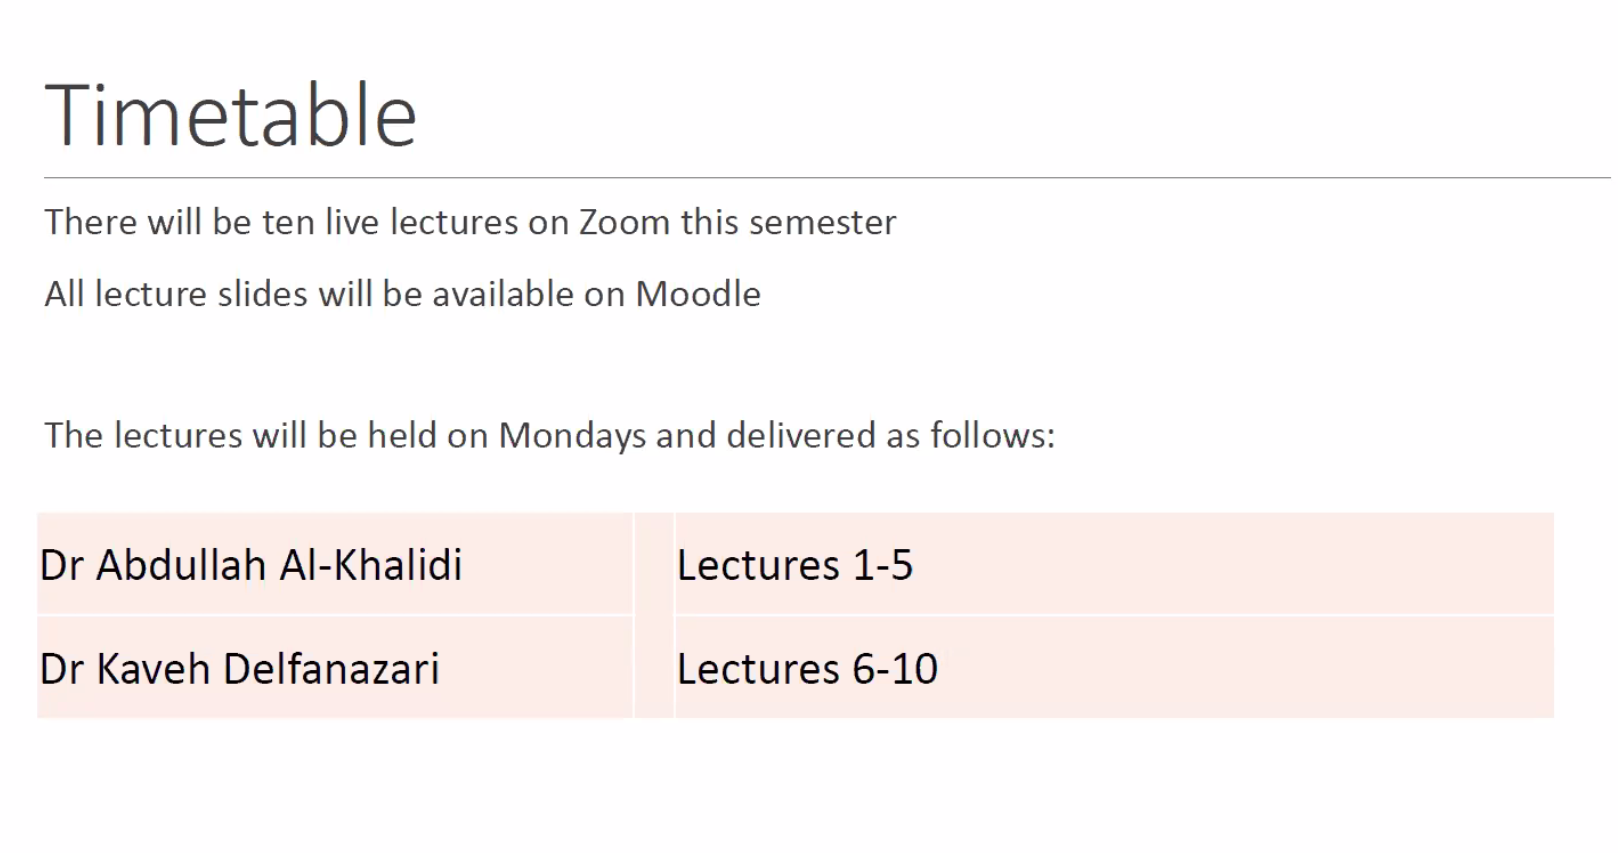 Timetable
There will be ten live lectures on Zoom this semester
All lecture slides will be available on Moodle
The lectures will be held on Mondays and delivered as follows:
Dr Abdullah Al-Khalidi Lectures 1-5
Dr Kaveh Delfanazari Lectures 6-10